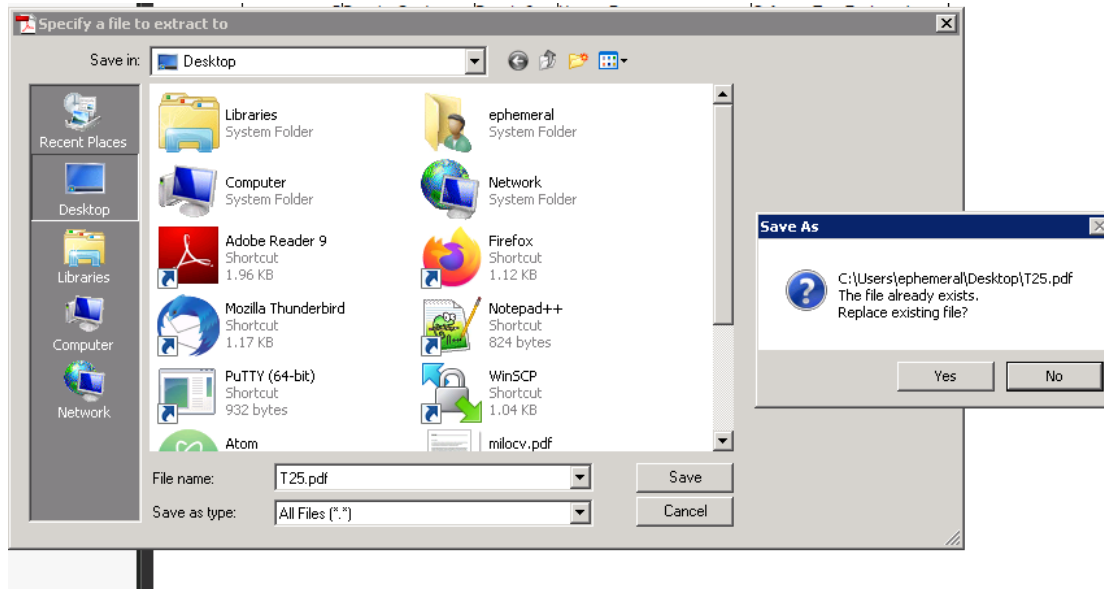 Specify a file to extract to
Save in:
Desktop
Recent Places
Desktop
Libraries
Computer
Network
Libraries
System Folder
ephemeral
System Folder
Computer
System Folder
Network
System Folder
Adobe Reader 9
Shortcut
1.96 KB
Firefox
Shortcut
1.12 KB
Mozilla Thunderbird
Shortcut
1.17 KB
Notepad++
Shortcut
824 bytes
PuTTY (64-bit)
Shortcut
932 bytes
WinSCP
Shortcut
1.04 KB
Atom
milocv.pdf
File name:
T25.pdf
Save
Save as type:
All Files (*.*)
Cancel
Save As
C:\Users\ephemeral\Desktop\T25.pdf
The file already exists.
Replace existing file?
Yes
No